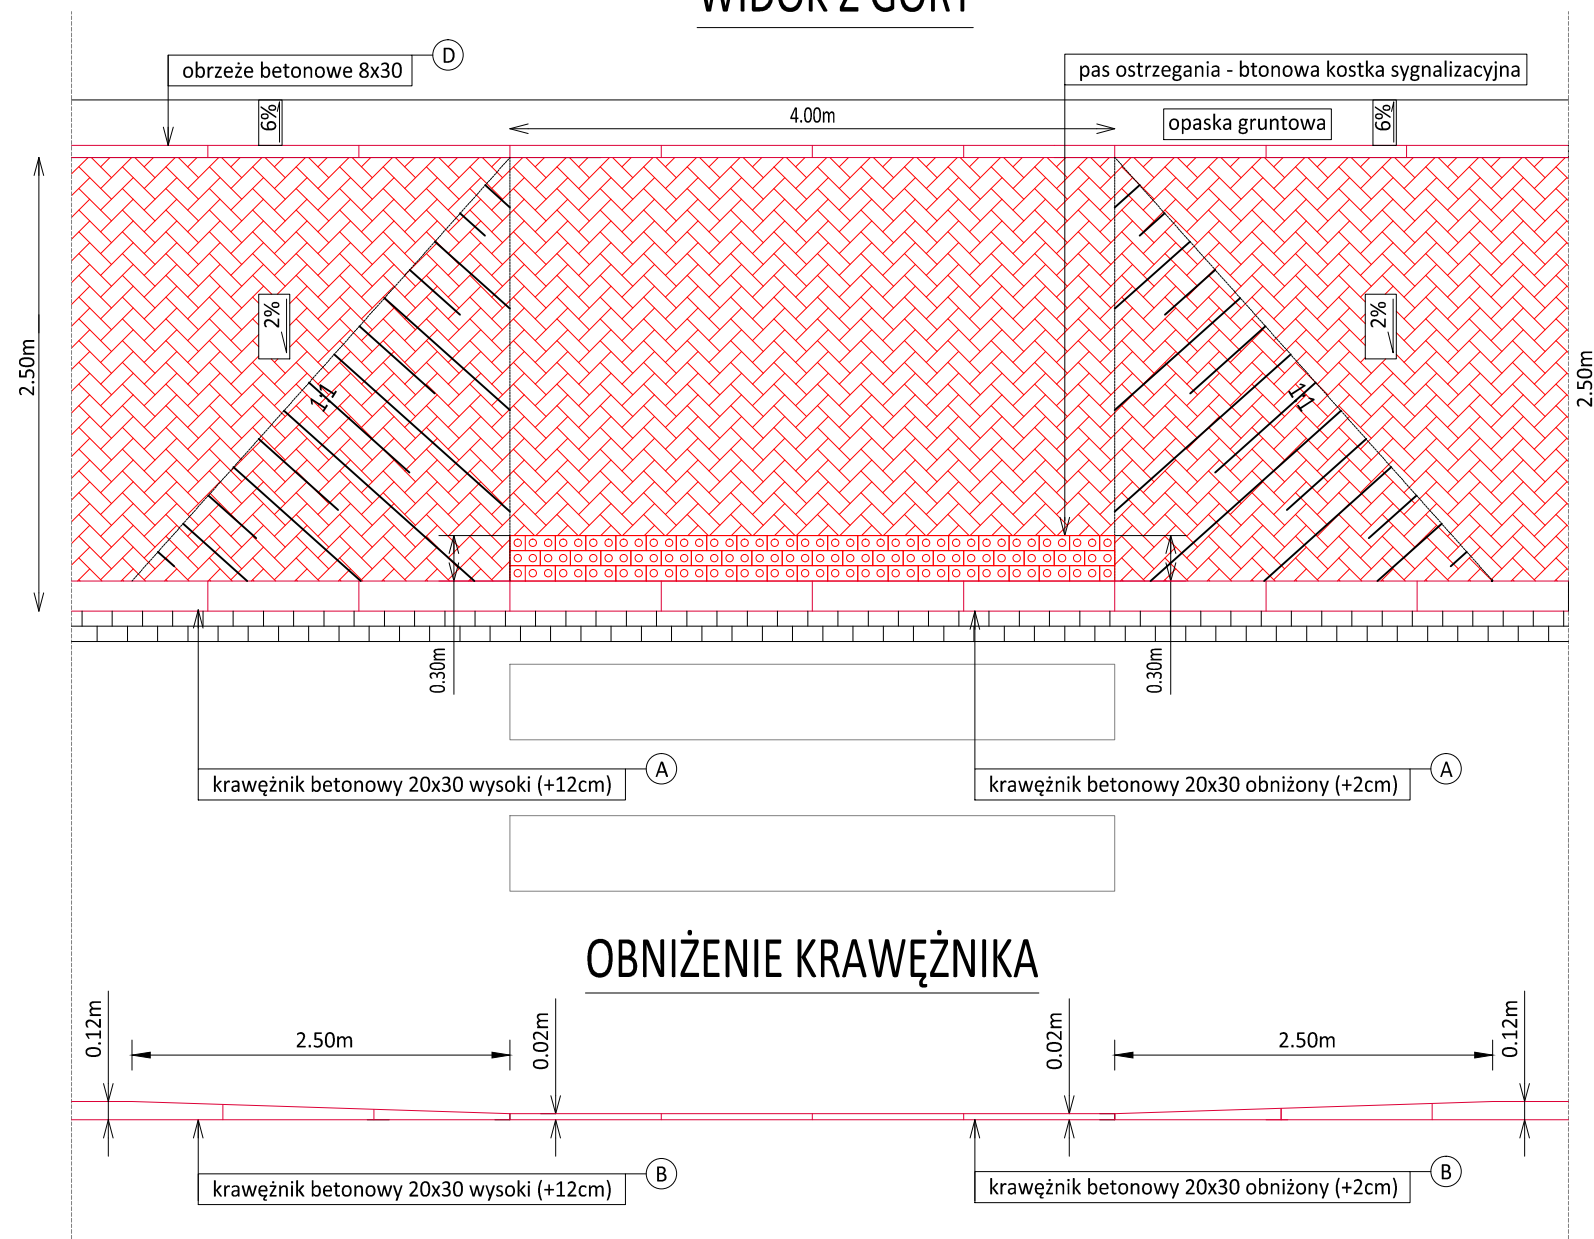 WIDOK Z GÓRY
obrzeże betonowe 8x30
D
pas ostrzegania - btonowa kostka sygnalizacyjna
6%
4.00m
opaska gruntowa
6%
2%
2%
2.50m
2.50m
1:1
1:1
0.30m
0.30m
krawężnik betonowy 20x30 wysoki (+12cm)
A
krawężnik betonowy 20x30 obniżony (+2cm)
A
OBNIŻENIE KRAWĘŻNIKA
0.12m
2.50m
0.02m
0.02m
2.50m
0.12m
krawężnik betonowy 20x30 wysoki (+12cm)
B
krawężnik betonowy 20x30 obniżony (+2cm)
B